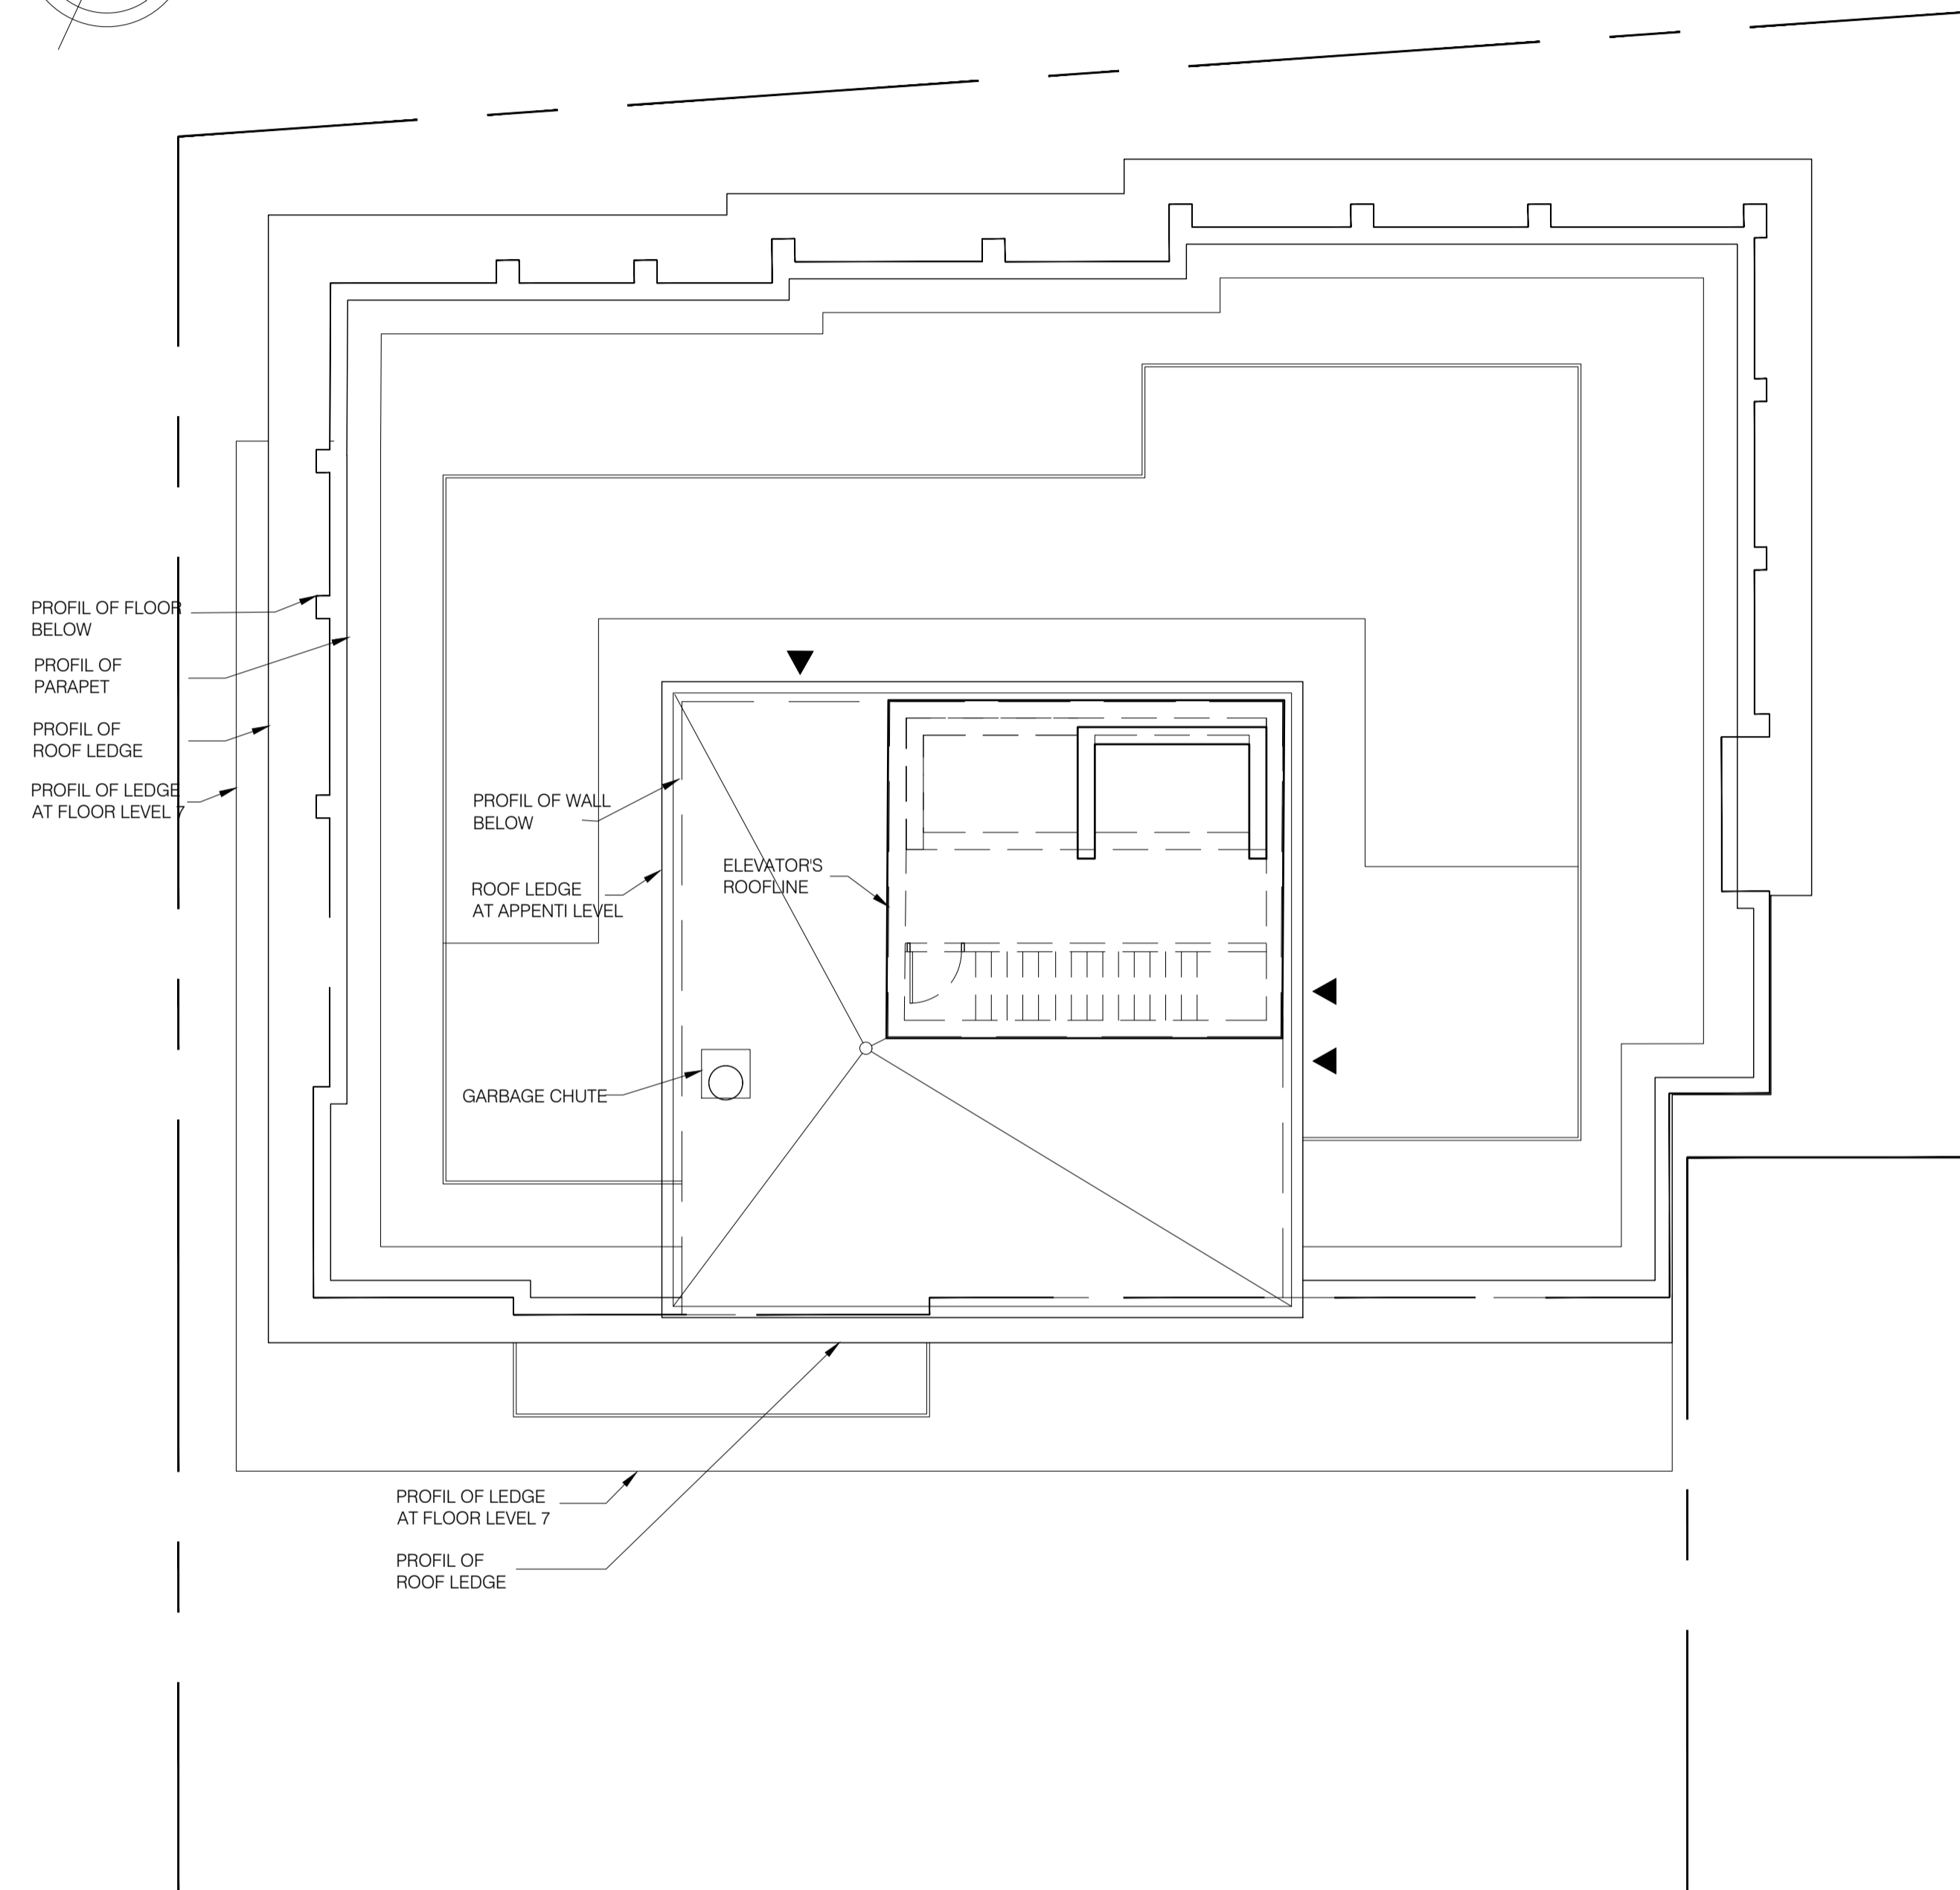 PROFIL OF FLOOR
BELOW
PROFIL OF
PARAPET
PROFIL OF
ROOF LEDGE
PROFIL OF LEDGE
AT FLOOR LEVEL 7
PROFIL OF WALL
BELOW
ROOF LEDGE
AT APPENTI LEVEL
ELEVATOR'S
ROOFLINE
GARBAGE CHUTE
PROFIL OF LEDGE
AT FLOOR LEVEL 7
PROFIL OF
ROOF LEDGE